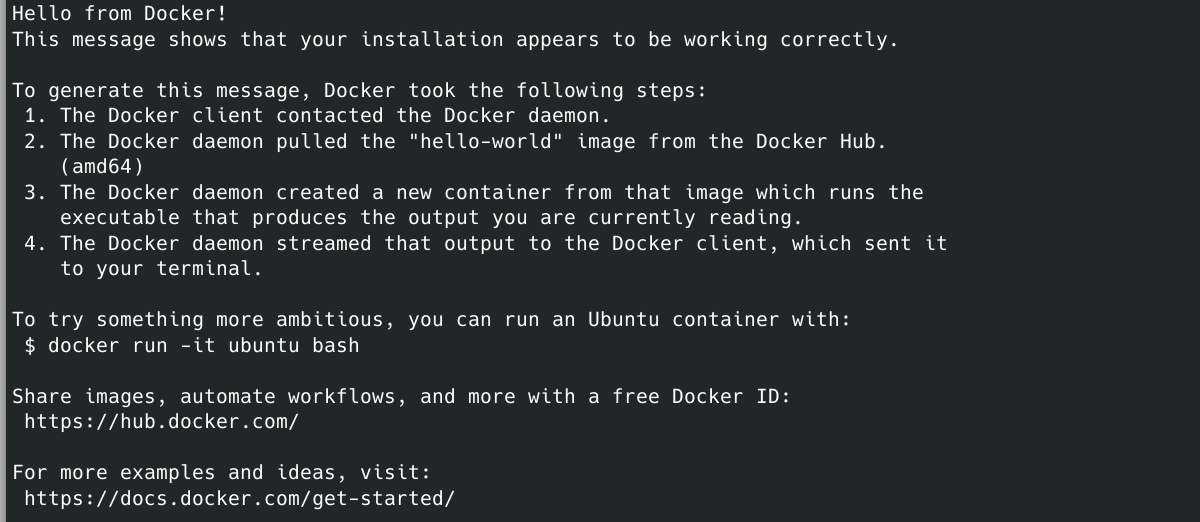 Hello from Docker!
This message shows that your installation appears to be working correctly.
To generate this message, Docker took the following steps:
1. The Docker client contacted the Docker daemon.
2. The Docker daemon pulled the "hello-world" image from the Docker Hub.
(amd64)
3. The Docker daemon created a new container from that image which runs the
executable that produces the output you are currently reading.
4. The Docker daemon streamed that output to the Docker client, which sent it
to your terminal.
To try something more ambitious, you can run an Ubuntu container with:
$ docker run -it ubuntu bash
Share images, automate workflows, and more with a free Docker ID:
https://hub.docker.com/
For more examples and ideas, visit:
https://docs.docker.com/get-started/